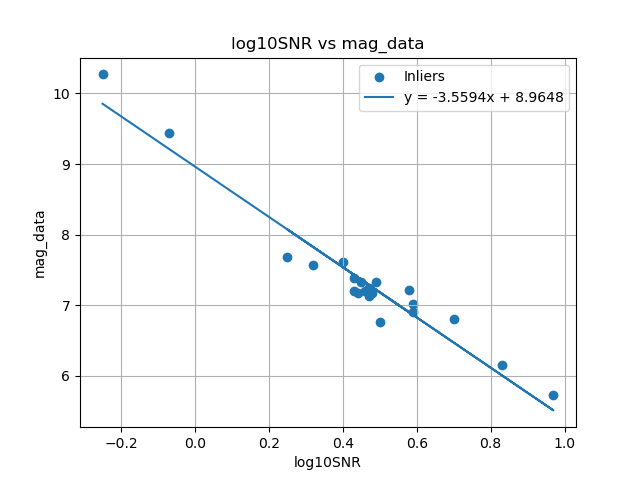 log10SNR vs mag_data
Inliers
y = -3.5594x + 8.9648
10
9
8
7
6
mag_data
−0.2 0.0 0.2 0.4 0.6 0.8 1.0
log10SNR